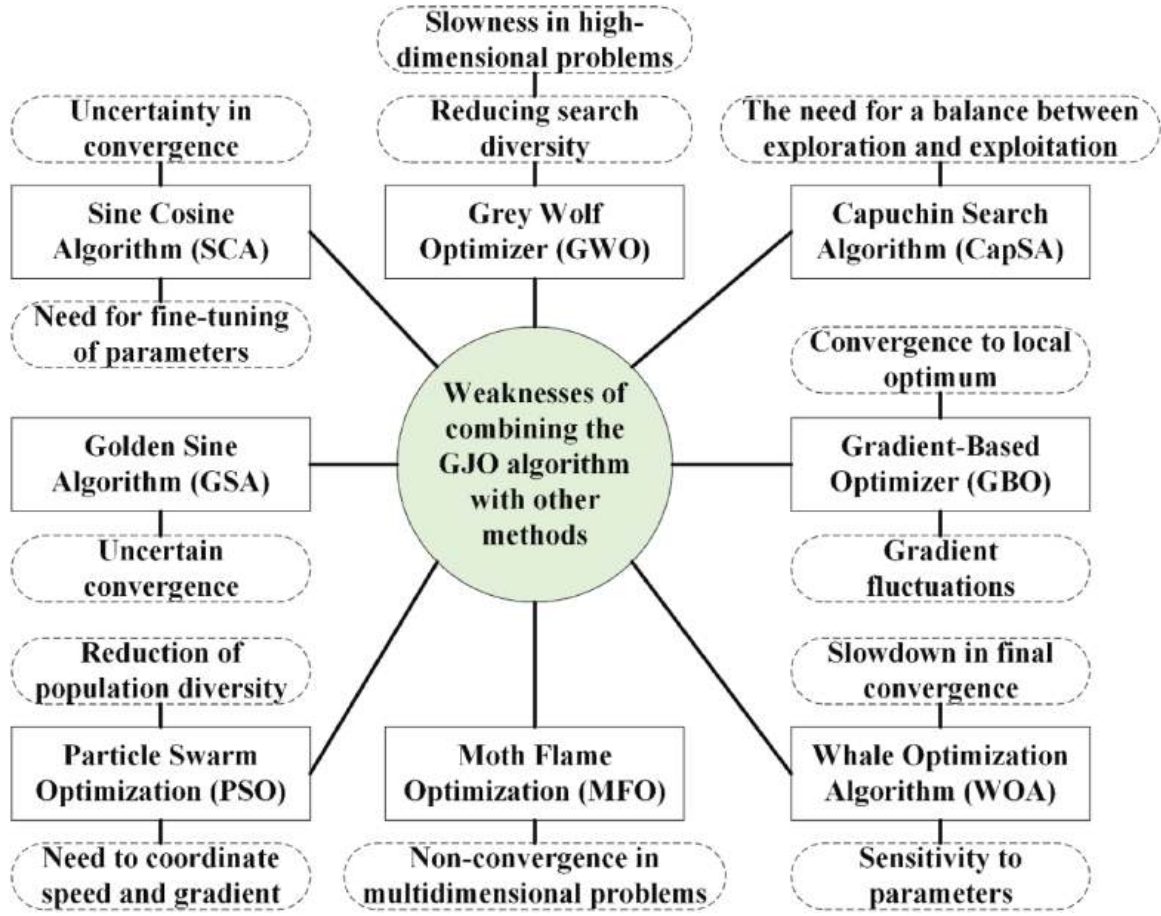 Slowness in high-
dimensional problems
Uncertainty in
convergence
Reducing search
diversity
The need for a balance between
exploration and exploitation
Sine Cosine
Algorithm (SCA)
Grey Wolf
Optimizer (GWO)
Capuchin Search
Algorithm (CapSA)
Need for fine-tuning
of parameters
Convergence to local
optimum
Weaknesses of
combining the
GJO algorithm
with other
methods
Golden Sine
Algorithm (GSA)
Gradient-Based
Optimizer (GBO)
Uncertain
convergence
Gradient
fluctuations
Reduction of
population diversity
Slowdown in final
convergence
Particle Swarm
Optimization (PSO)
Moth Flame
Optimization (MFO)
Whale Optimization
Algorithm (WOA)
Need to coordinate
speed and gradient
Non-convergence in
multidimensional problems
Sensitivity to
parameters